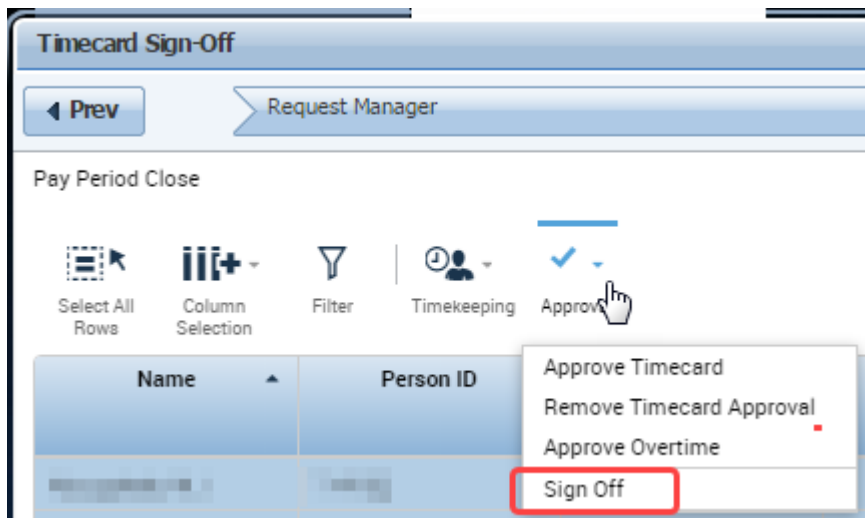 Timecard Sign-Off
Prev
Request Manager
Pay Period Close
Select All
Rows
Column
Selection
Filter
Timekeeping
Approv
Name
Person ID
Approve Timecard
Remove Timecard Approval
Approve Overtime
Sign Off